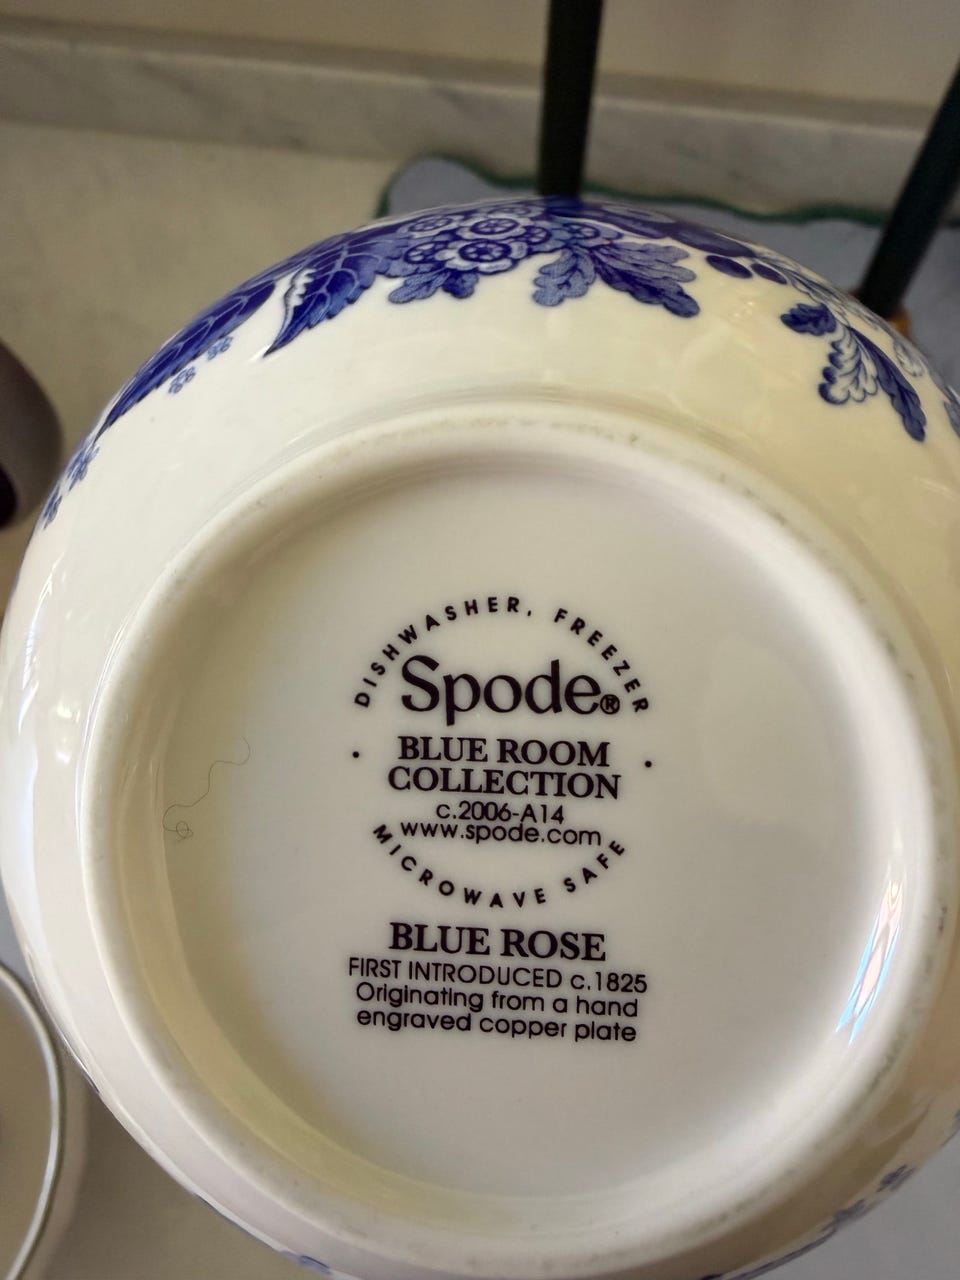 DISHWASHER, FREEZER
Spode®
BLUE ROOM
COLLECTION
c.2006-A14
www.spode.com
MICROWAVE SAFE
BLUE ROSE
FIRST INTRODUCED c.1825
Originating from a hand
engraved copper plate